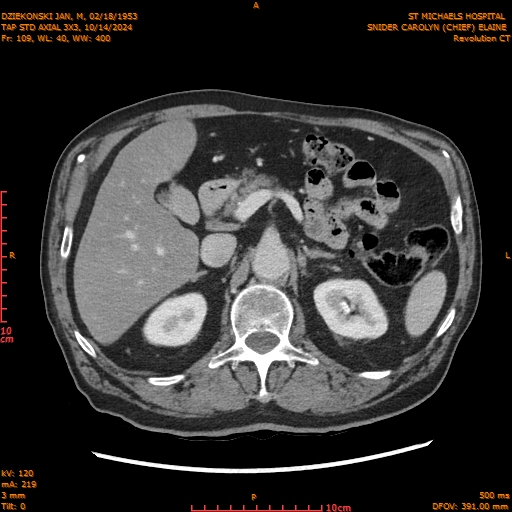 A
DZIEKONSKI JAN, M, 02/18/1953
TAP STD AXIAL 3X3, 10/14/2024
Fr: 109, WL: 40, WW: 400
ST MICHAELS HOSPITAL
SNIDER CAROLYN (CHIEF) ELAINE
Revolution CT
R
L
10
cm
kV: 120
mA: 219
3 mm
Tilt: 0
P
10cm
500 ms
DFOV: 391.00 mm